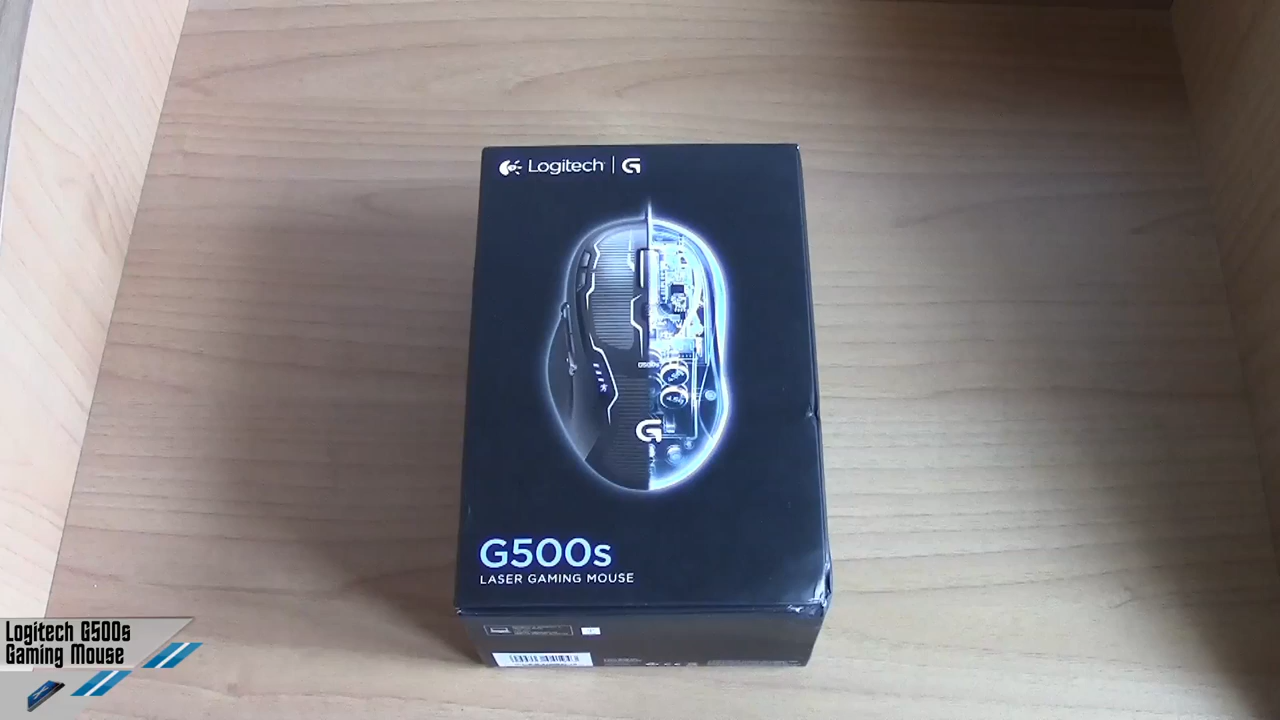 Logitech | G
G500s
LASER GAMING MOUSE
Logitech G500s
Gaming Mouse